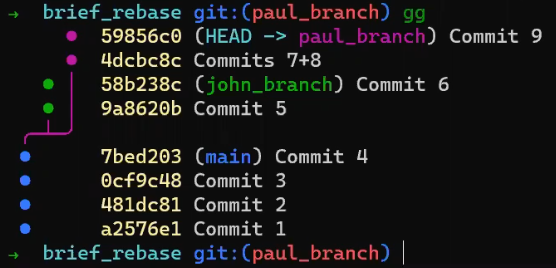 → brief_rebase git:(paul_branch) gg
59856c0 (HEAD -> paul_branch) Commit 9
4dcbc8c Commits 7+8
58b238c (john_branch) Commit 6
9a8620b Commit 5
7bed203 (main) Commit 4
0cf9c48 Commit 3
481dc81 Commit 2
a2576e1 Commit 1
→ brief_rebase git:(paul_branch)